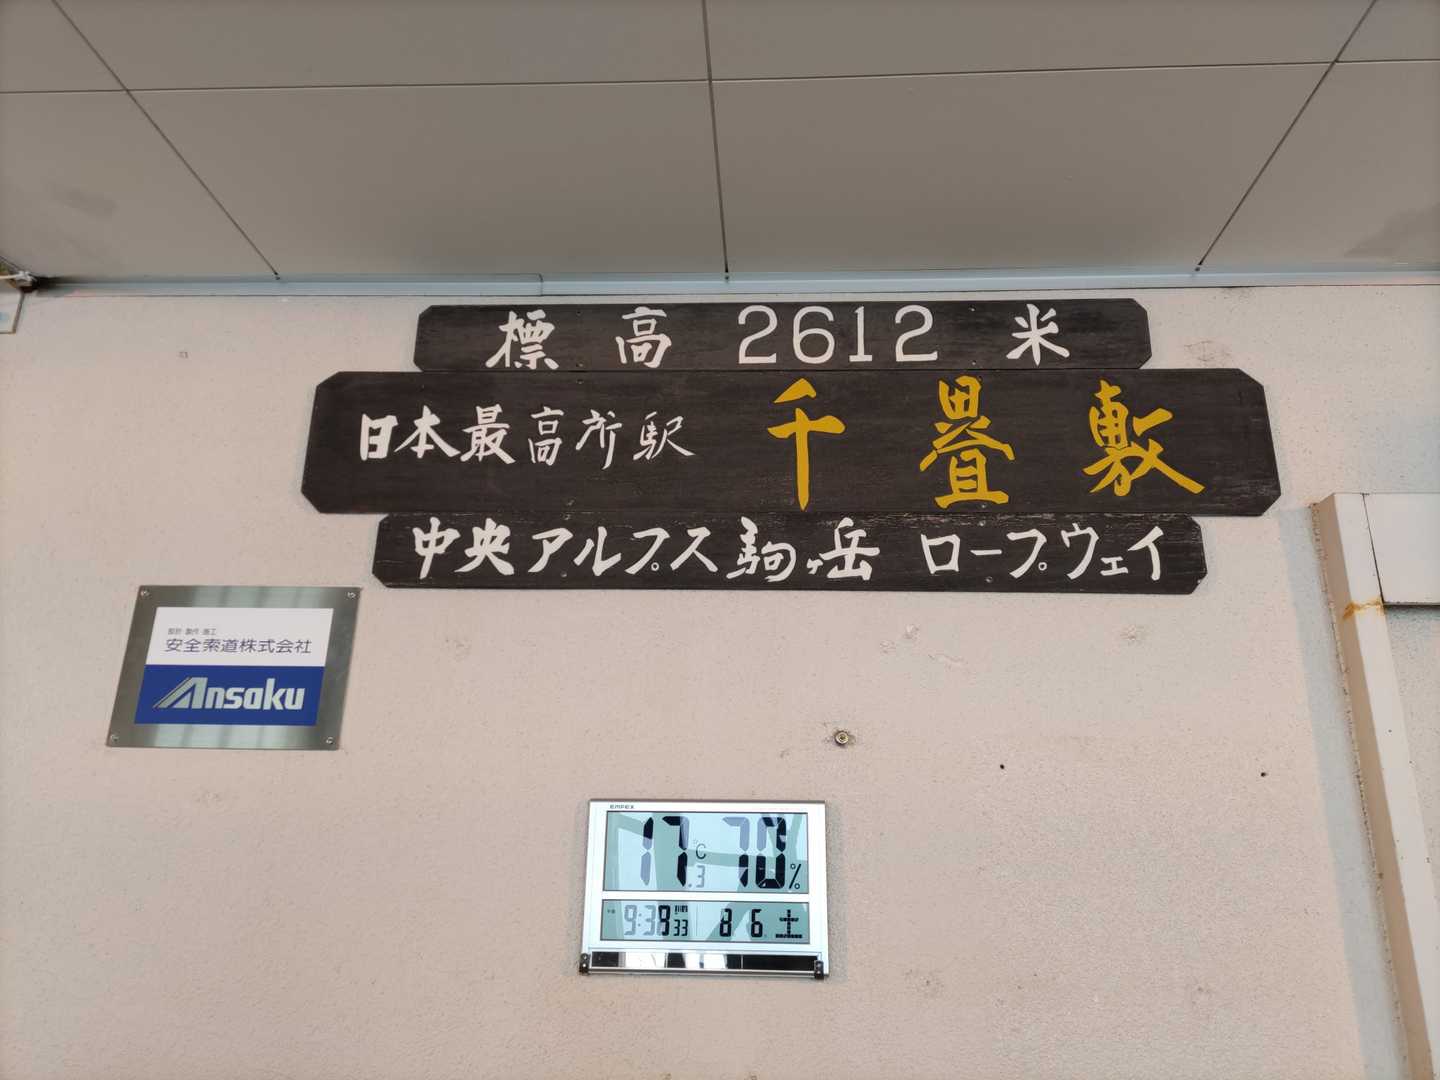 標高 2612 米
日本最高所駅 千畳敷
中央アルプス駒ヶ岳 ロープウェイ
設計・製作・施工
安全索道株式会社
Ansaku
EMPEX
17.3 ℃ 70 %
9:38 33 8 6 土